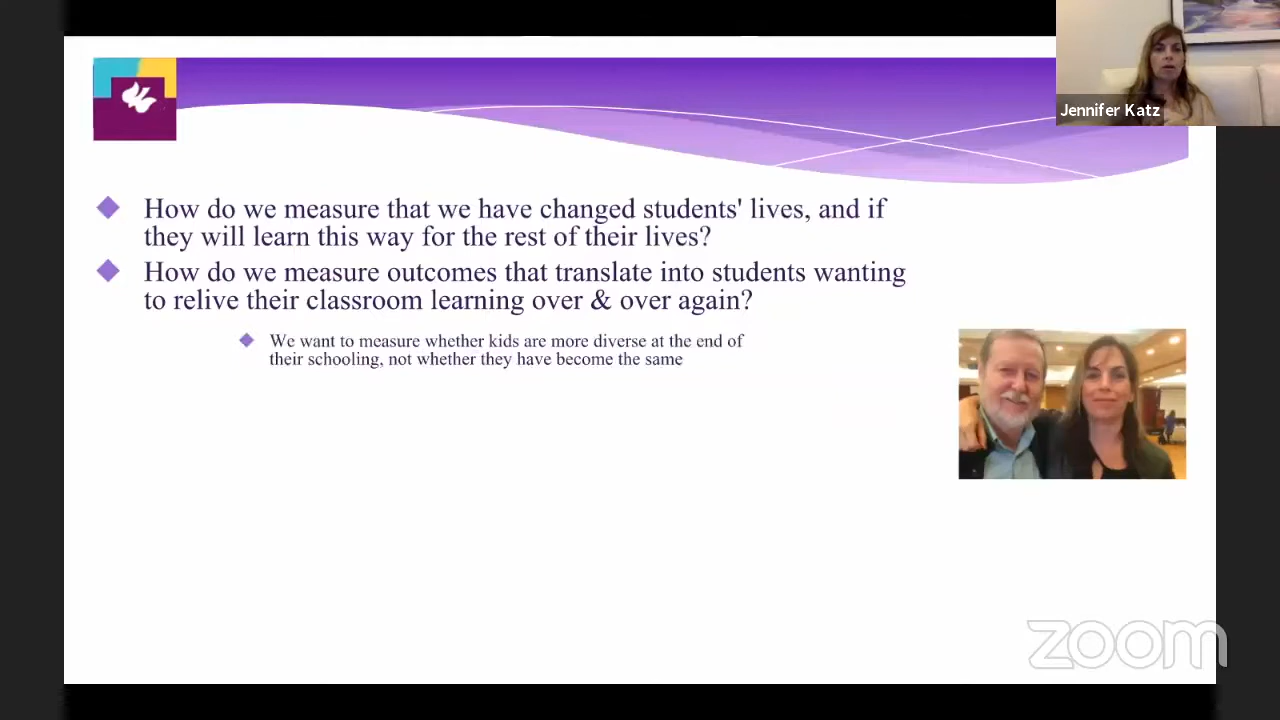 Jennifer Katz
How do we measure that we have changed students' lives, and if
they will learn this way for the rest of their lives?
How do we measure outcomes that translate into students wanting
to relive their classroom learning over & over again?
We want to measure whether kids are more diverse at the end of
their schooling, not whether they have become the same
zoom